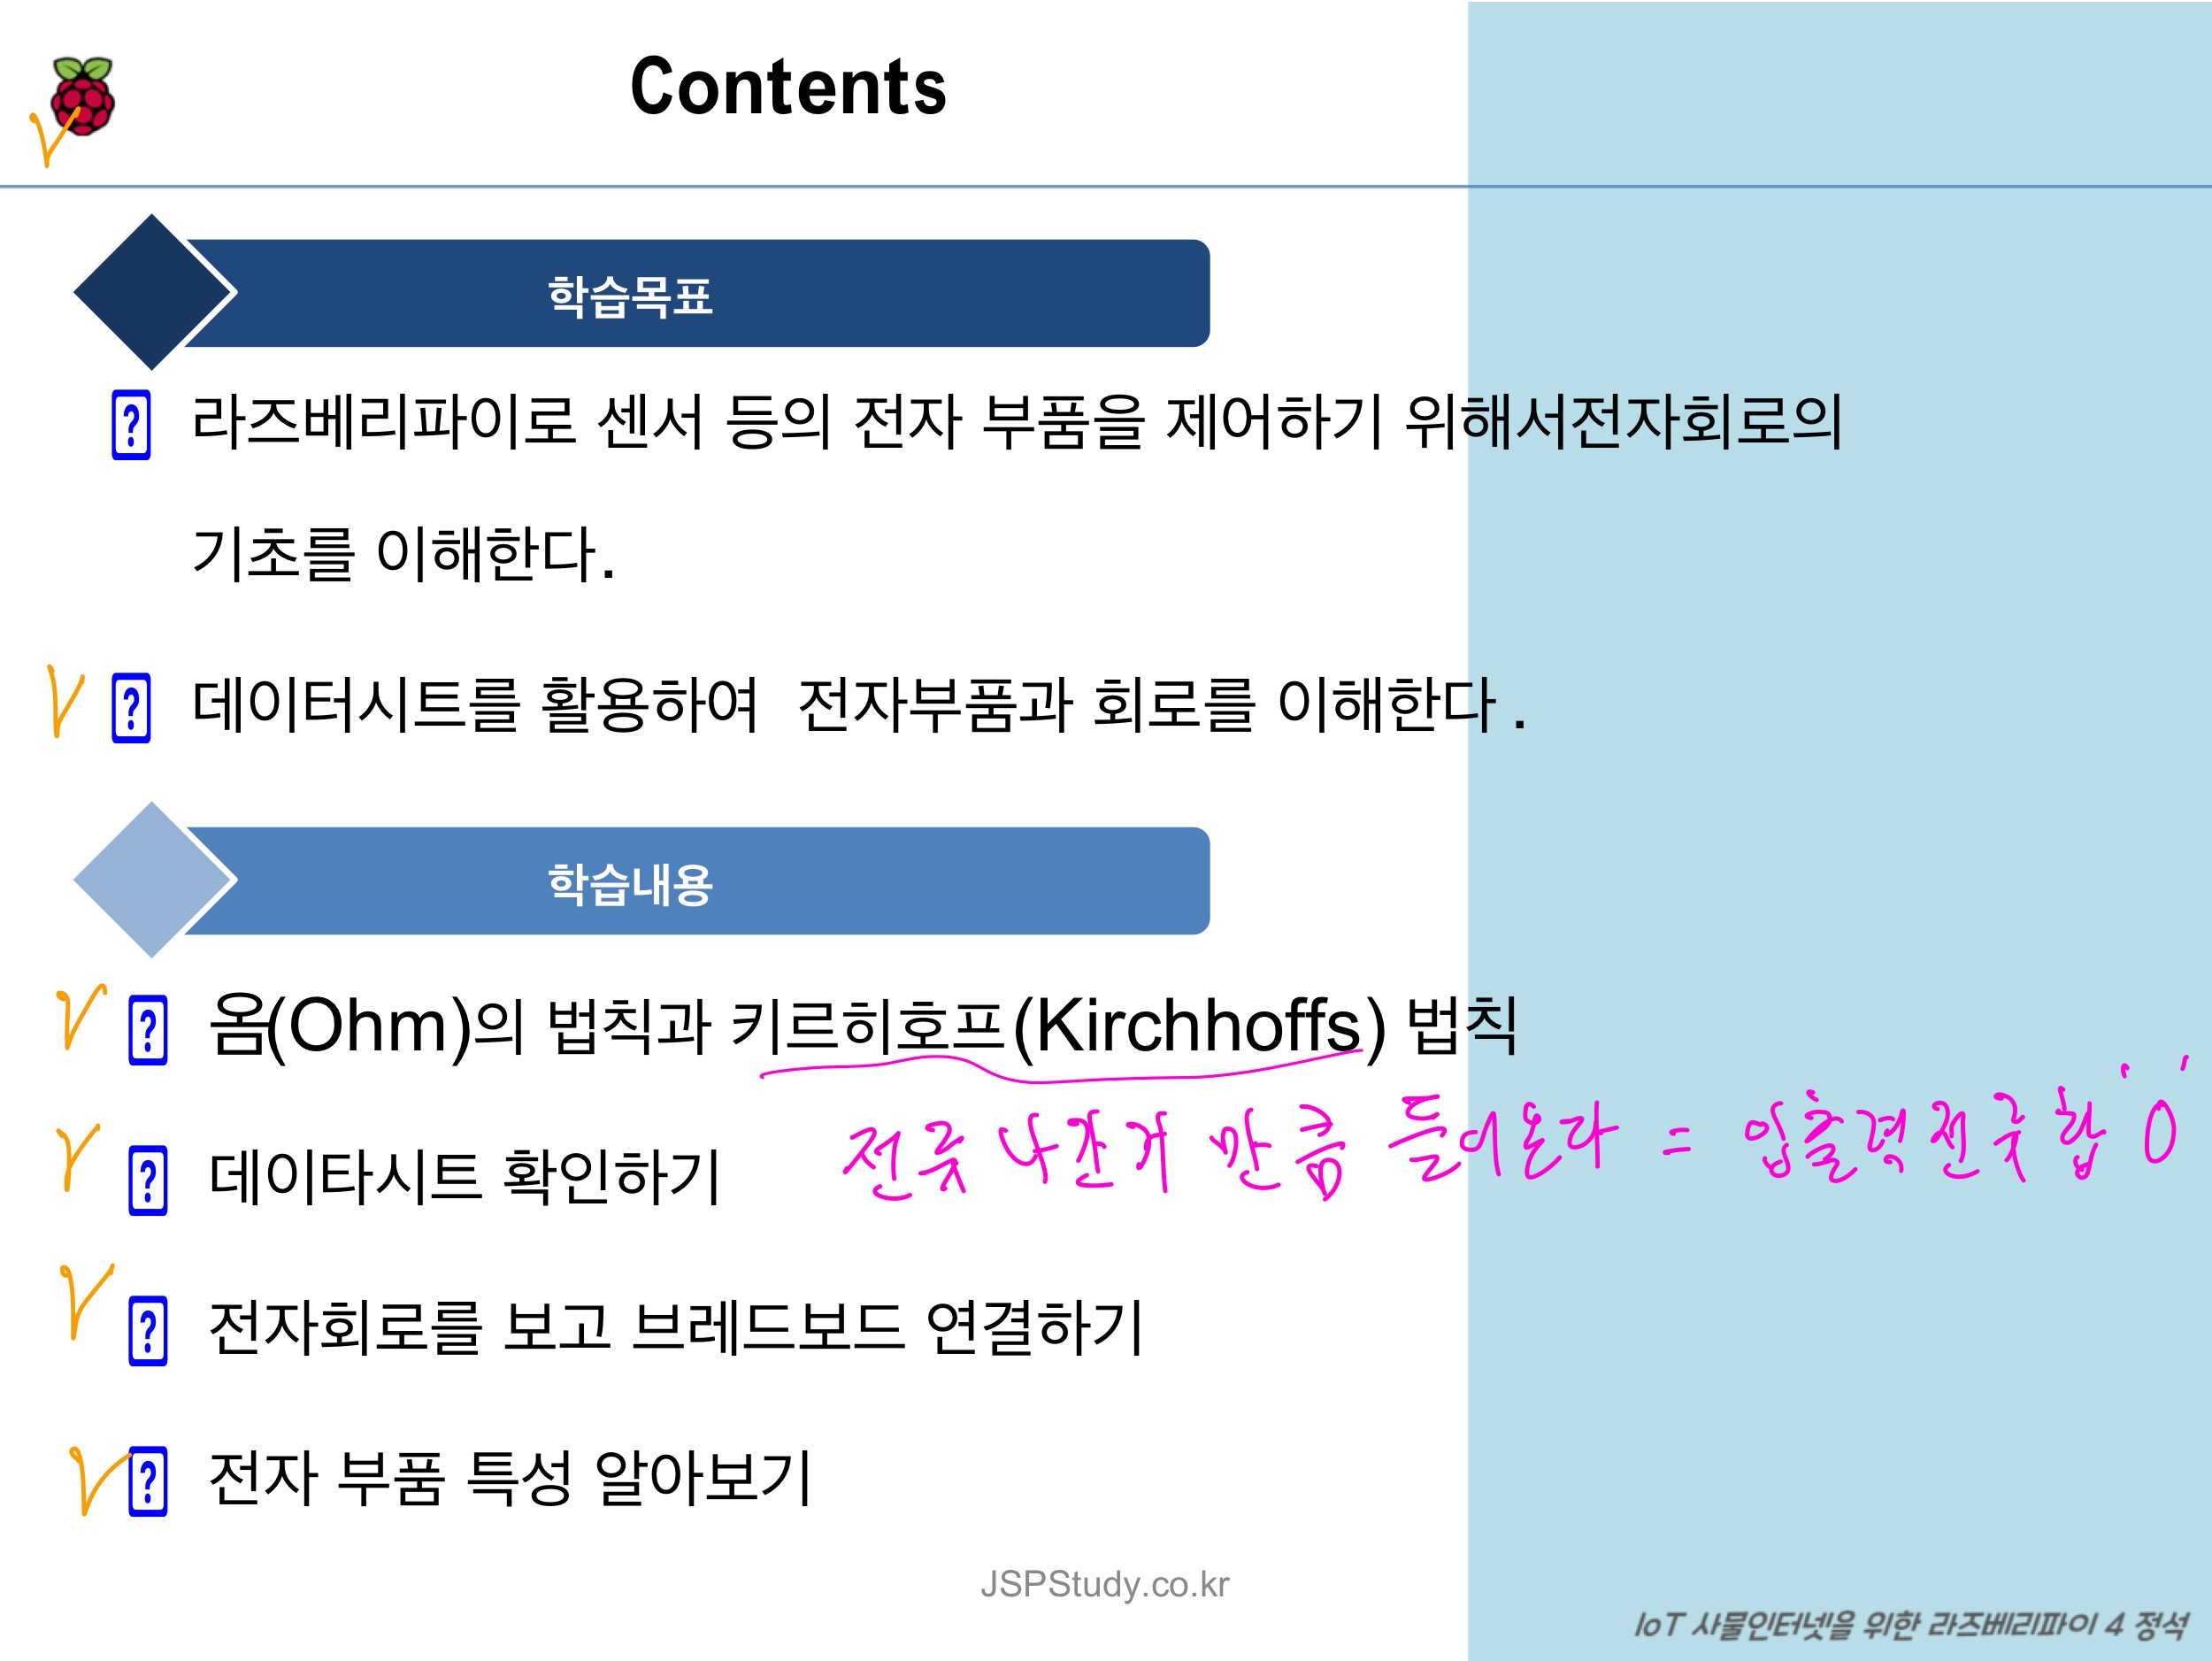 Contents
학습목표
라즈베리파이로 센서 등의 전자 부품을 제어하기 위해서전자회로의
기초를 이해한다.
데이터시트를 활용하여 전자부품과 회로를 이해한다 .
학습내용
옴(Ohm)의 법칙과 키르히호프(Kirchhoffs) 법칙
전류 나환자 만큼 들어온다 = 입출력전류합 '0'
데이타시트 확인하기
전자회로를 보고 브레드보드 연결하기
전자 부품 특성 알아보기
JSPStudy.co.kr
IoT 사물인터넷을 위한 라즈베리파이 4 정석